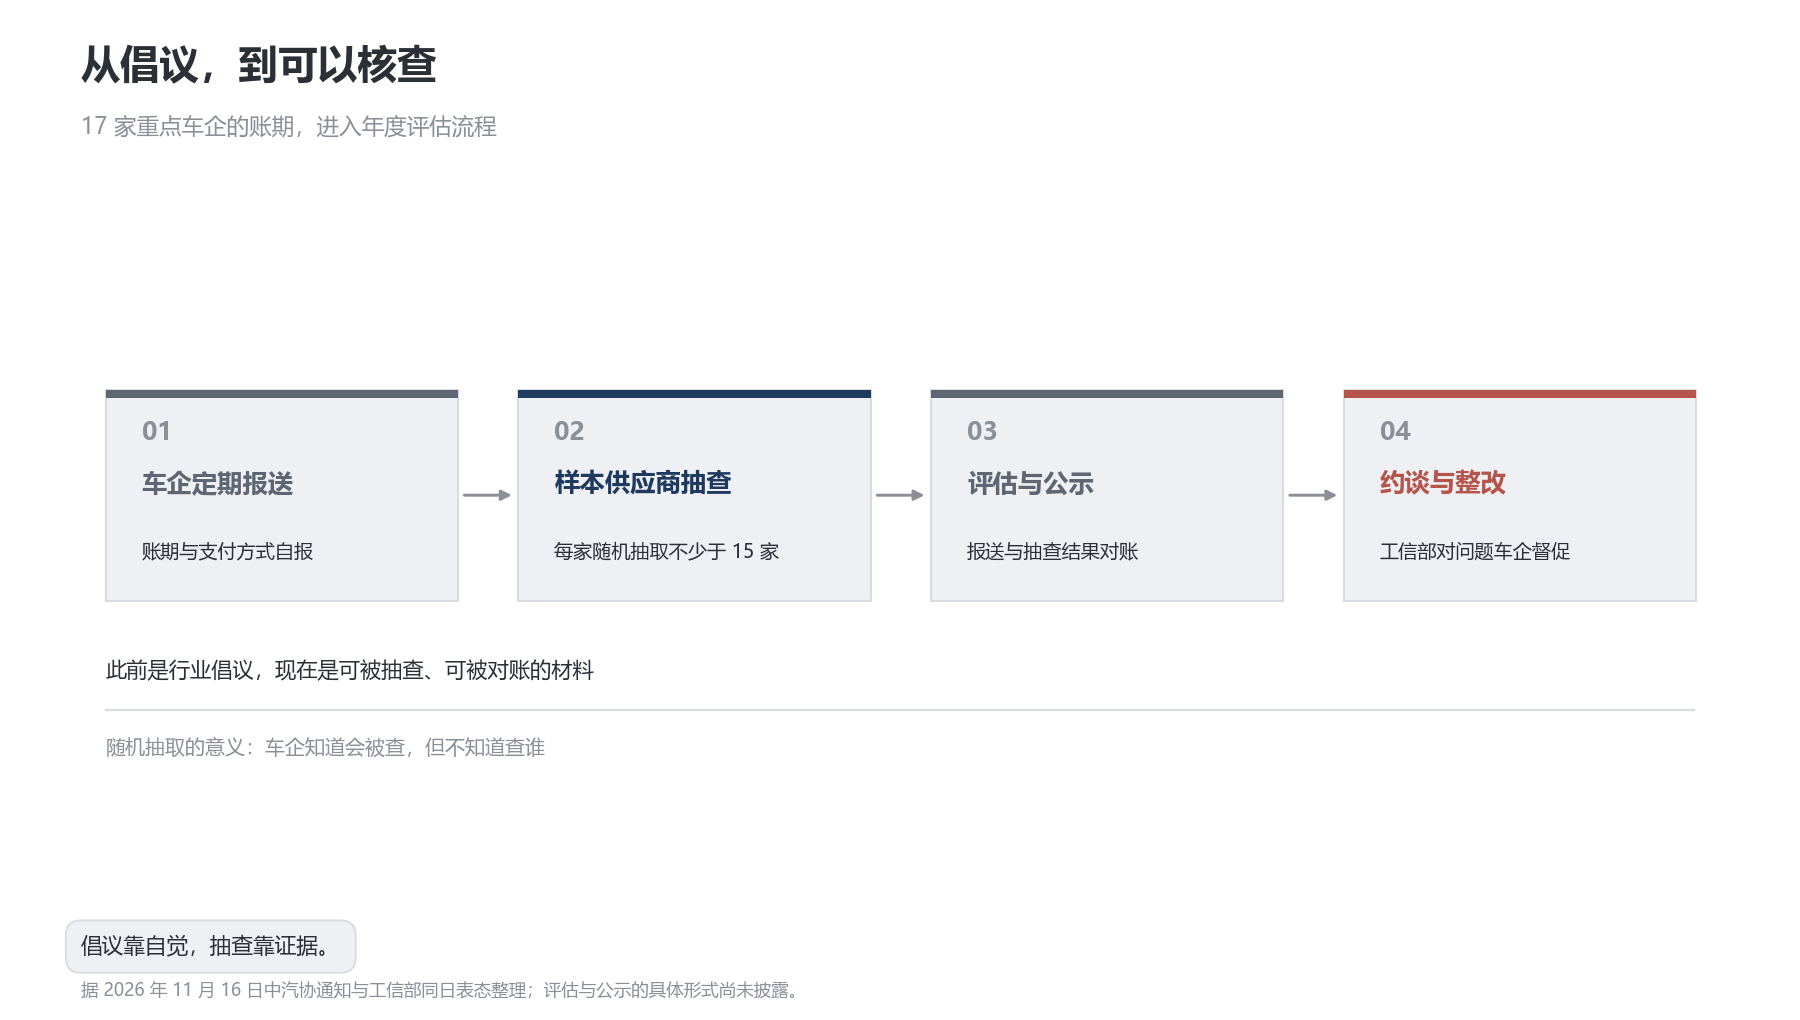 从倡议，到可以核查
17 家重点车企的账期，进入年度评估流程
01
车企定期报送
账期与支付方式自报
02
样本供应商抽查
每家随机抽取不少于 15 家
03
评估与公示
报送与抽查结果对账
04
约谈与整改
工信部对问题车企督促
此前是行业倡议，现在是可被抽查、可被对账的材料
随机抽取的意义：车企知道会被查，但不知道查谁
倡议靠自觉，抽查靠证据。
据 2026 年 11 月 16 日中汽协通知与工信部同日表态整理；评估与公示的具体形式尚未披露。